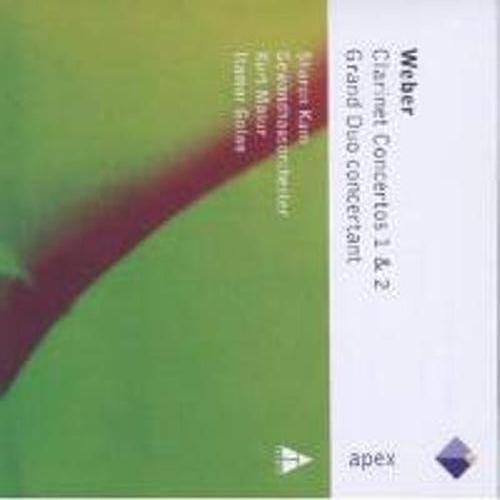 Weber
Clarinet Concertos 1 & 2
Grand Duo concertant
Sharon Kam
Gewandhausorchester
Kurt Masur
Itamar Golan
apex